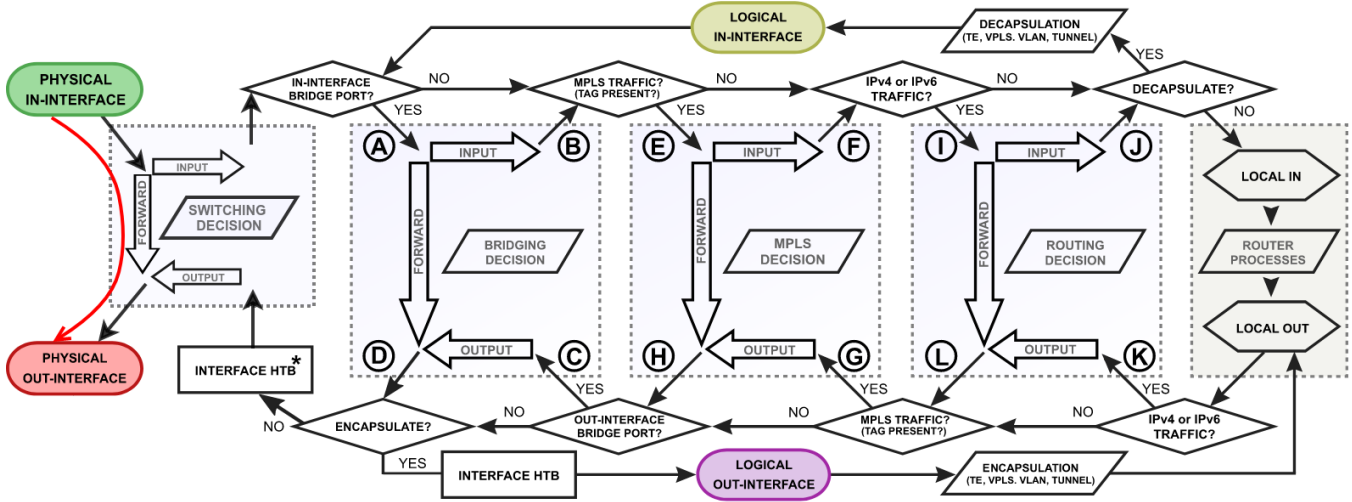 LOGICAL
IN-INTERFACE
DECAPSULATION
(TE, VPLS. VLAN, TUNNEL)
YES
PHYSICAL
IN-INTERFACE
IN-INTERFACE
BRIDGE PORT?
NO
YES
MPLS TRAFFIC?
(TAG PRESENT?)
NO
YES
IPv4 or IPv6
TRAFFIC?
NO
YES
DECAPSULATE?
NO
INPUT
FORWARD
SWITCHING
DECISION
OUTPUT
A
INPUT
B
FORWARD
BRIDGING
DECISION
D
OUTPUT
C
E
INPUT
F
FORWARD
MPLS
DECISION
H
OUTPUT
G
I
INPUT
J
FORWARD
ROUTING
DECISION
L
OUTPUT
K
LOCAL IN
ROUTER
PROCESSES
LOCAL OUT
PHYSICAL
OUT-INTERFACE
INTERFACE HTB*
NO
ENCAPSULATE?
YES
NO
OUT-INTERFACE
BRIDGE PORT?
YES
NO
MPLS TRAFFIC?
(TAG PRESENT?)
YES
NO
IPv4 or IPv6
TRAFFIC?
YES
INTERFACE HTB
LOGICAL
OUT-INTERFACE
ENCAPSULATION
(TE, VPLS. VLAN, TUNNEL)